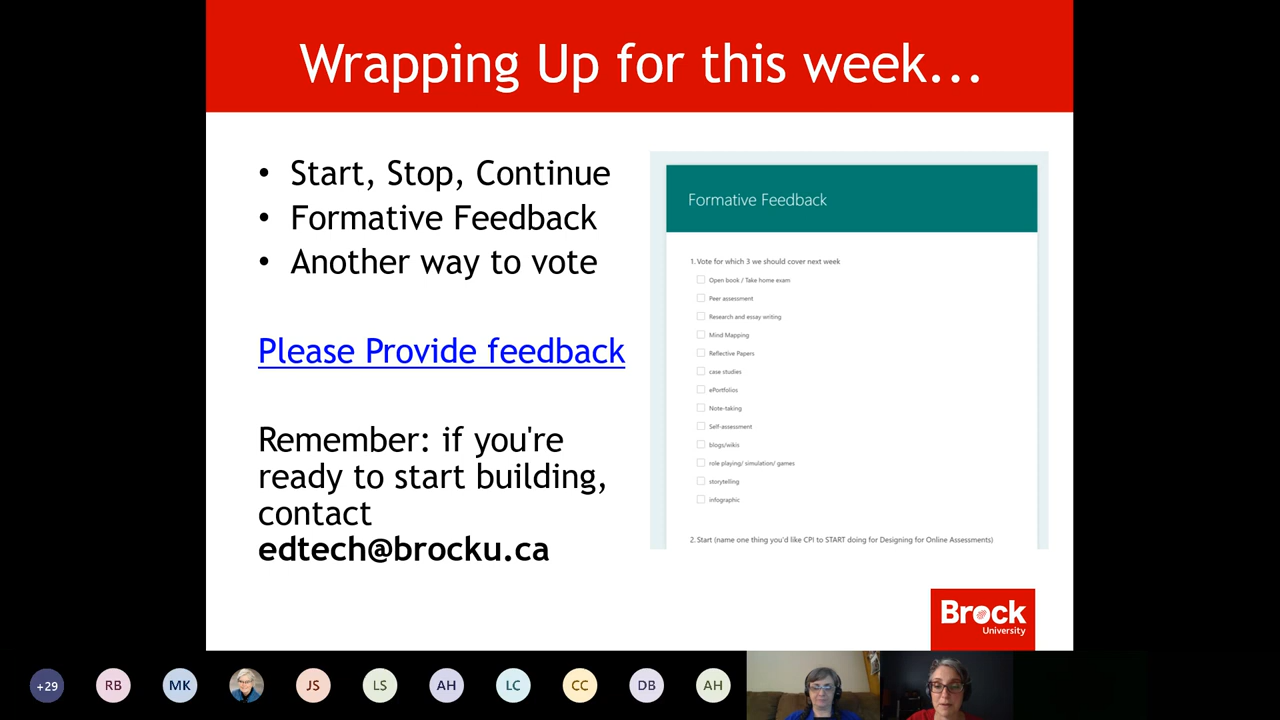 Wrapping Up for this week...
• Start, Stop, Continue
• Formative Feedback
• Another way to vote
Please Provide feedback
Remember: if you're
ready to start building,
contact
edtech@brocku.ca
Formative Feedback
1. Vote for which 3 we should cover next week
Open book / Take home exam
Peer assessment
Research and essay writing
Mind Mapping
Reflective Papers
case studies
ePortfolios
Note-taking
Self-assessment
blogs/wikis
role playing/ simulation/ games
storytelling
infographic
2. Start (name one thing you'd like CPI to START doing for Designing for Online Assessments)
Brock
University
+29
RB
MK
JS
LS
AH
LC
CC
DB
AH